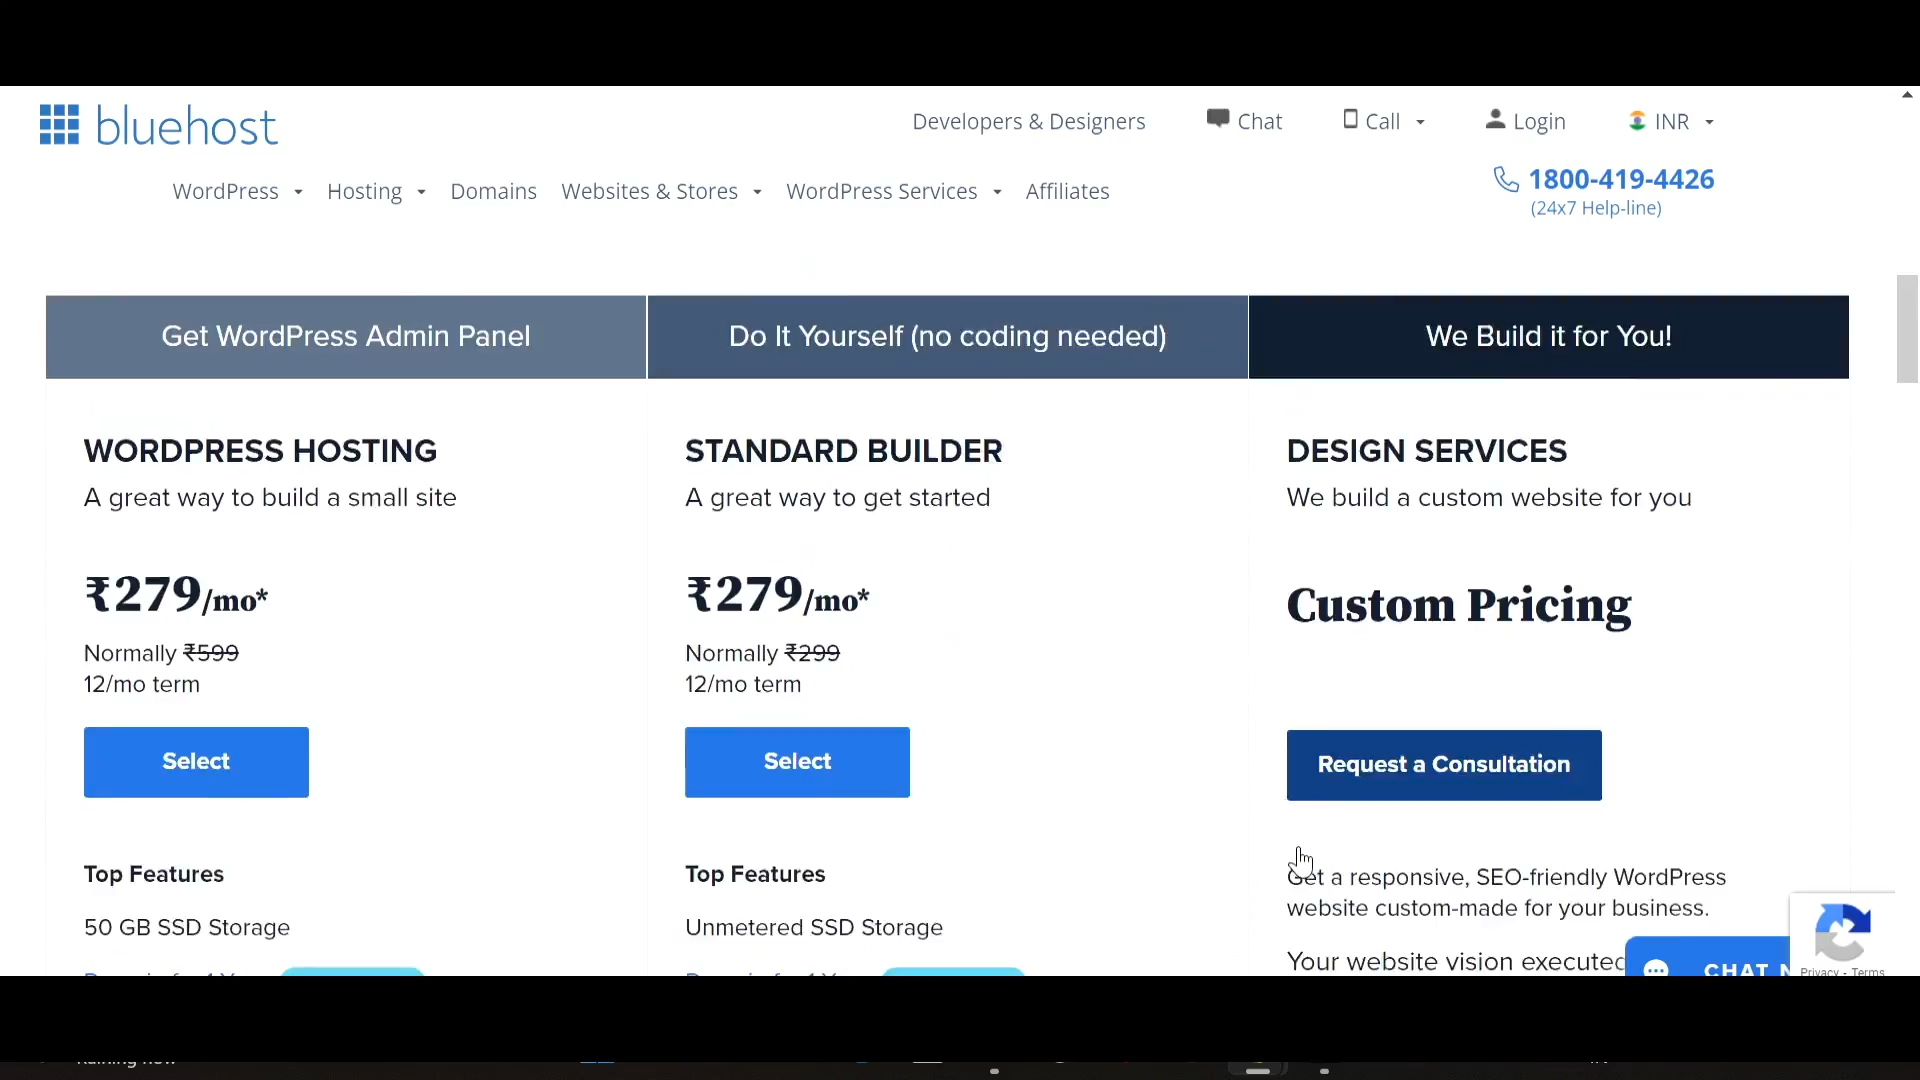 bluehost
Developers & Designers
Chat
Call
Login
INR
WordPress
Hosting
Domains
Websites & Stores
WordPress Services
Affiliates
1800-419-4426
(24x7 Help-line)
Get WordPress Admin Panel
Do It Yourself (no coding needed)
We Build it for You!
WORDPRESS HOSTING
A great way to build a small site
₹279/mo*
Normally ₹599
12/mo term
Select
Top Features
50 GB SSD Storage
STANDARD BUILDER
A great way to get started
₹279/mo*
Normally ₹299
12/mo term
Select
Top Features
Unmetered SSD Storage
DESIGN SERVICES
We build a custom website for you
Custom Pricing
Request a Consultation
Get a responsive, SEO-friendly WordPress
website custom-made for your business.
Your website vision executed
CHAT
Privacy - Terms